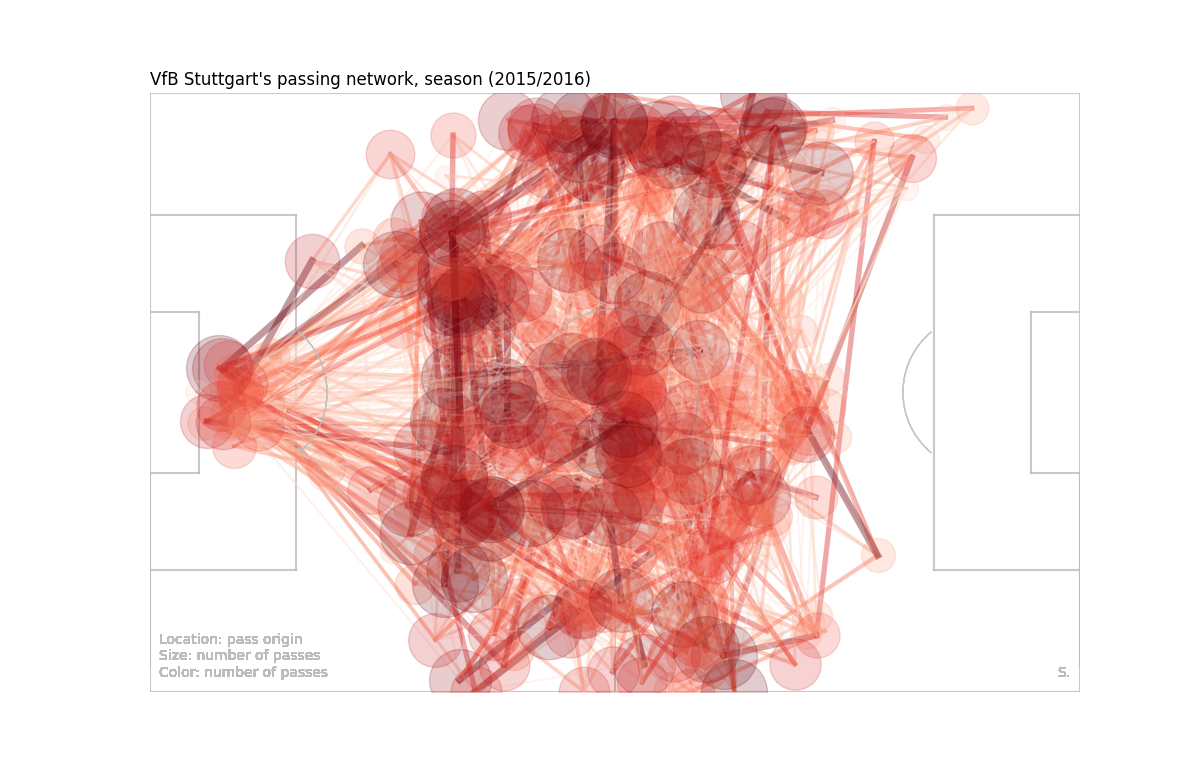 VfB Stuttgart's passing network, season (2015/2016)
Location: pass origin
Size: number of passes
Color: number of passes
S.